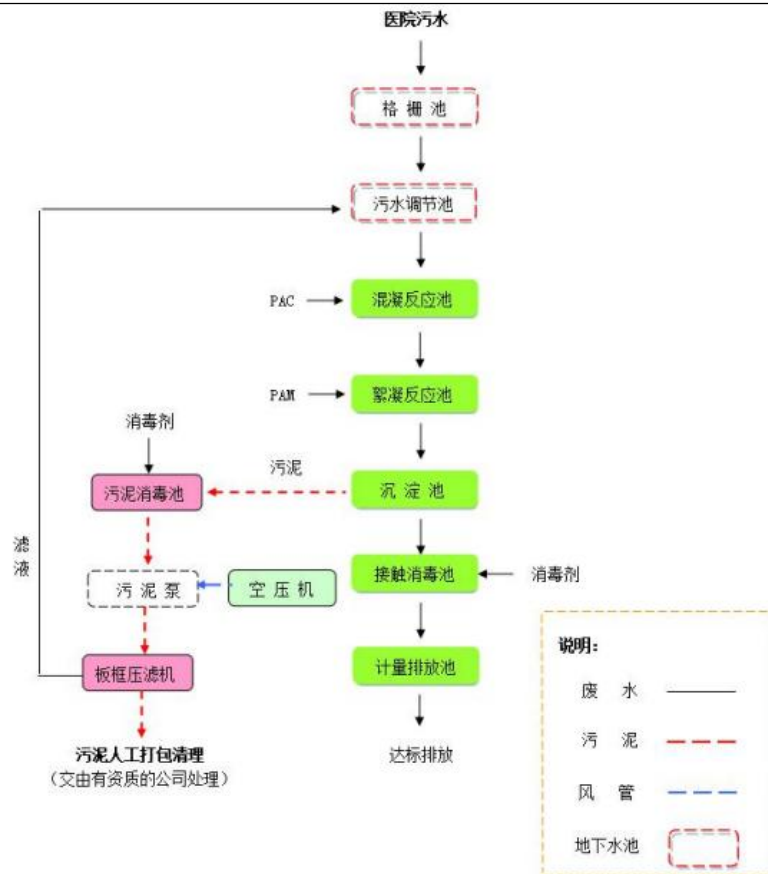 医院污水
格栅池
污水调节池
PAC
混凝反应池
PAM
絮凝反应池
消毒剂
污泥
污泥消毒池
沉淀池
滤液
污泥泵
空压机
接触消毒池
消毒剂
板框压滤机
计量排放池
污泥人工打包清理
（交由有资质的公司处理）
达标排放
说明：
废水
污泥
风管
地下水池